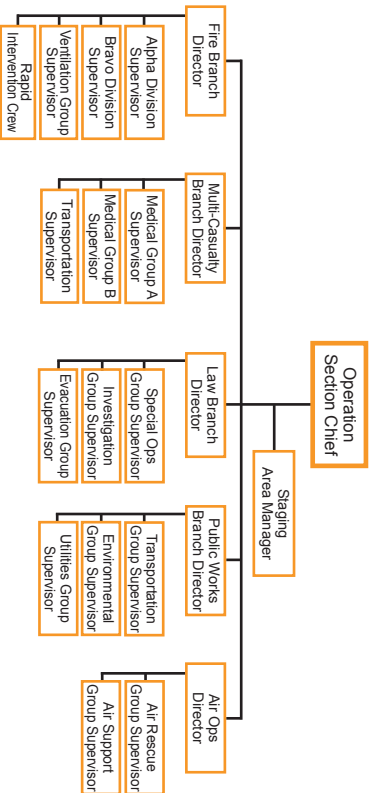 Operation
Section Chief
Staging
Area Manager
Fire Branch
Director
Alpha Division
Supervisor
Bravo Division
Supervisor
Ventilation Group
Supervisor
Rapid
Intervention Crew
Multi-Casualty
Branch Director
Medical Group A
Supervisor
Medical Group B
Supervisor
Transportation
Supervisor
Law Branch
Director
Special Ops
Group Supervisor
Investigation
Group Supervisor
Evacuation Group
Supervisor
Public Works
Branch Director
Transportation
Group Supervisor
Environmental
Group Supervisor
Utilities Group
Supervisor
Air Ops
Director
Air Rescue
Group Supervisor
Air Support
Group Supervisor